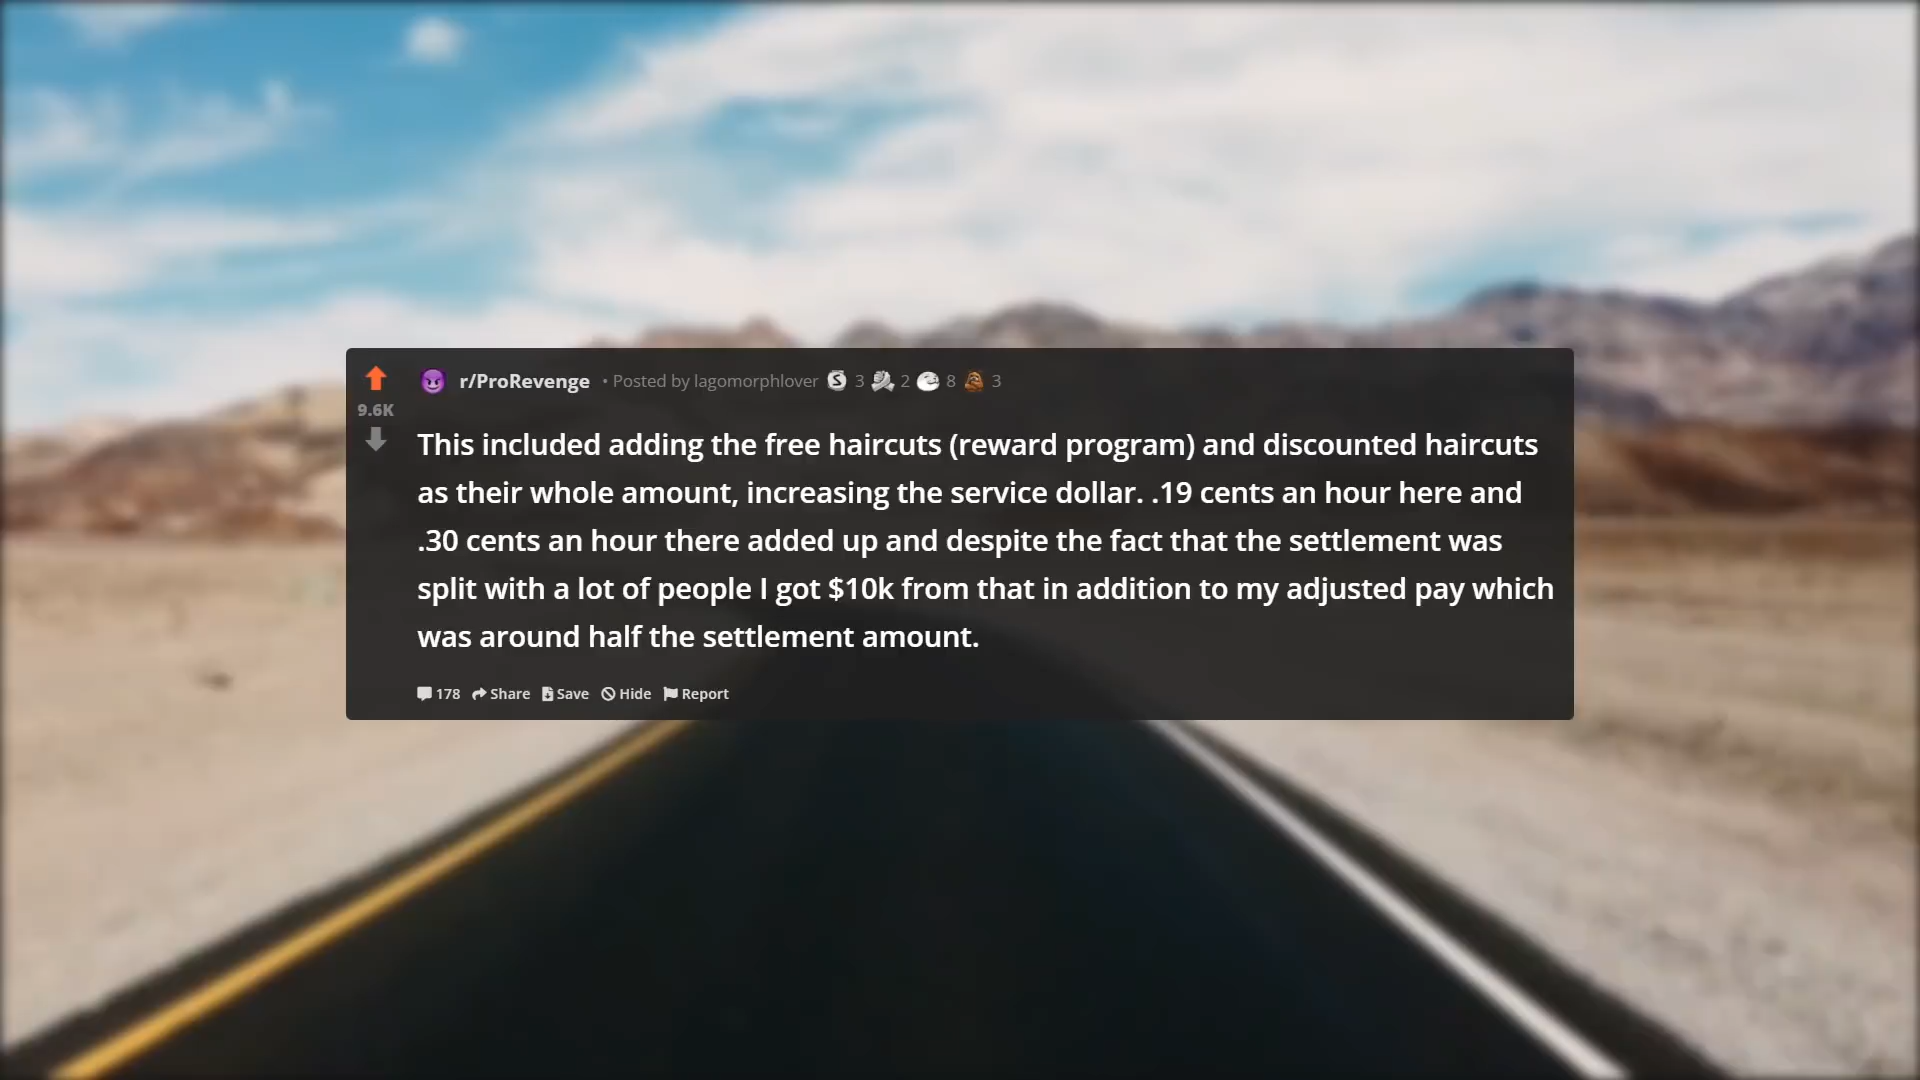 r/ProRevenge • Posted by lagomorphlover 3 2 8 3
9.6K
This included adding the free haircuts (reward program) and discounted haircuts
as their whole amount, increasing the service dollar. .19 cents an hour here and
.30 cents an hour there added up and despite the fact that the settlement was
split with a lot of people I got $10k from that in addition to my adjusted pay which
was around half the settlement amount.
178 Share Save Hide Report